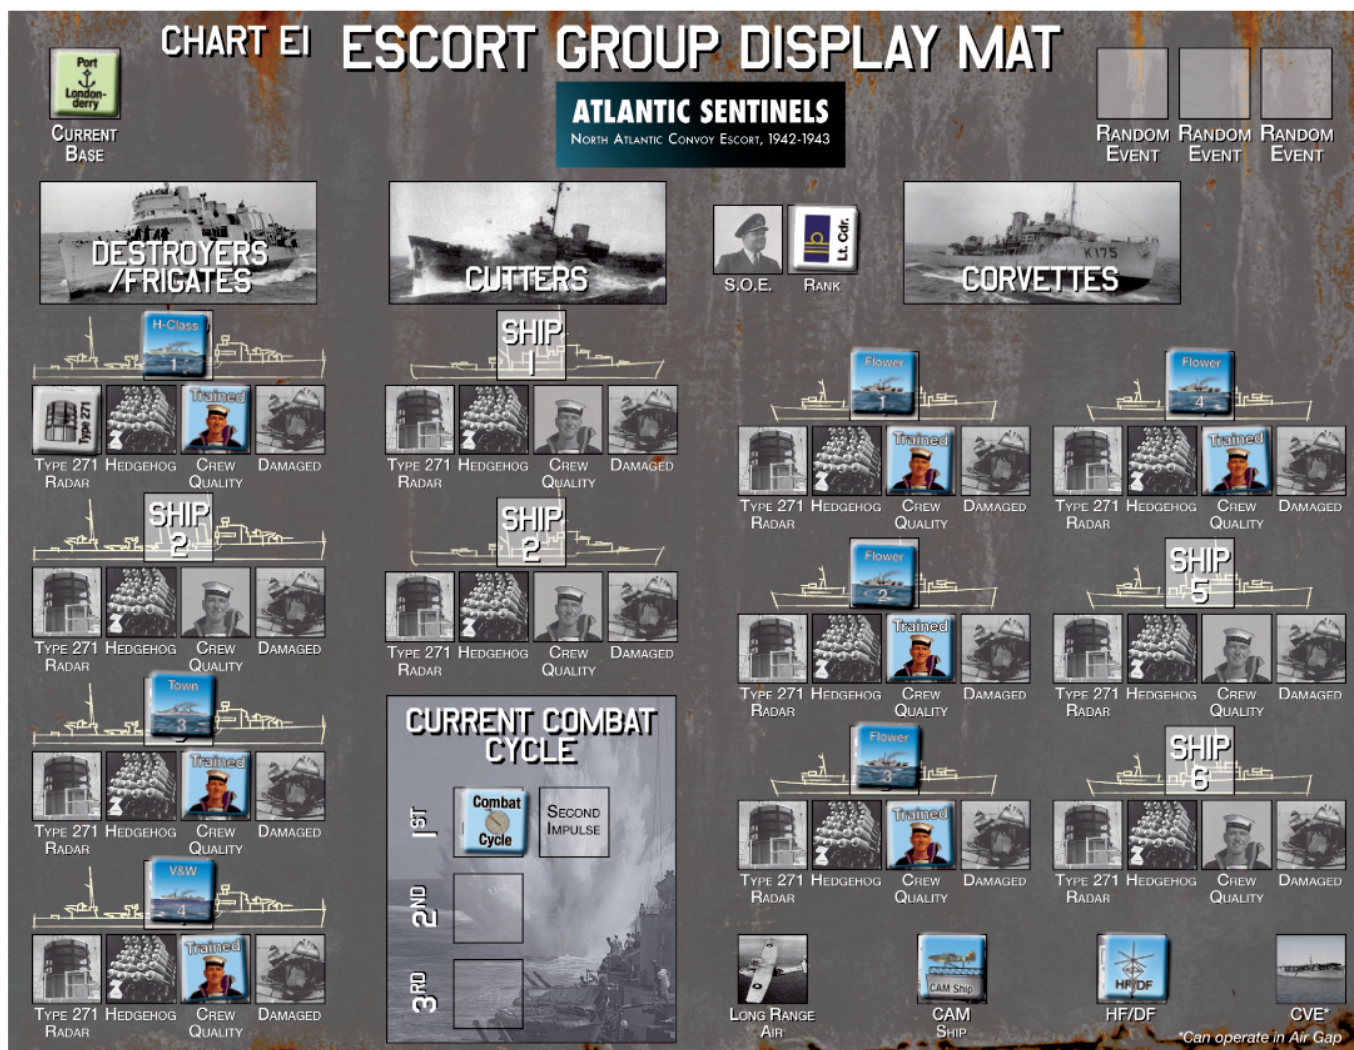 CHART E1 ESCORT GROUP DISPLAY MAT
Port
London-
derry
CURRENT
BASE
ATLANTIC SENTINELS
NORTH ATLANTIC CONVOY ESCORT, 1942-1943
RANDOM
EVENT
RANDOM
EVENT
RANDOM
EVENT
DESTROYERS
/FRIGATES
CUTTERS
S.O.E.
Lt. Cdr.
RANK
K175
CORVETTES
H-Class
1
Type 271
Trained
TYPE 271
RADAR
HEDGEHOG
CREW
QUALITY
DAMAGED
SHIP
2
TYPE 271
RADAR
HEDGEHOG
CREW
QUALITY
DAMAGED
Town
3
Trained
TYPE 271
RADAR
HEDGEHOG
CREW
QUALITY
DAMAGED
V&W
4
Trained
TYPE 271
RADAR
HEDGEHOG
CREW
QUALITY
DAMAGED
SHIP
1
TYPE 271
RADAR
HEDGEHOG
CREW
QUALITY
DAMAGED
SHIP
2
TYPE 271
RADAR
HEDGEHOG
CREW
QUALITY
DAMAGED
CURRENT COMBAT
CYCLE
1ST
Combat
Cycle
SECOND
IMPULSE
2ND
3RD
Flower
1
Trained
TYPE 271
RADAR
HEDGEHOG
CREW
QUALITY
DAMAGED
Flower
2
Trained
TYPE 271
RADAR
HEDGEHOG
CREW
QUALITY
DAMAGED
Flower
3
Trained
TYPE 271
RADAR
HEDGEHOG
CREW
QUALITY
DAMAGED
Flower
4
Trained
TYPE 271
RADAR
HEDGEHOG
CREW
QUALITY
DAMAGED
SHIP
5
TYPE 271
RADAR
HEDGEHOG
CREW
QUALITY
DAMAGED
SHIP
6
TYPE 271
RADAR
HEDGEHOG
CREW
QUALITY
DAMAGED
LONG RANGE
AIR
CAM Ship
CAM
SHIP
HF/DF
HF/DF
CVE*
*Can operate in Air Gap